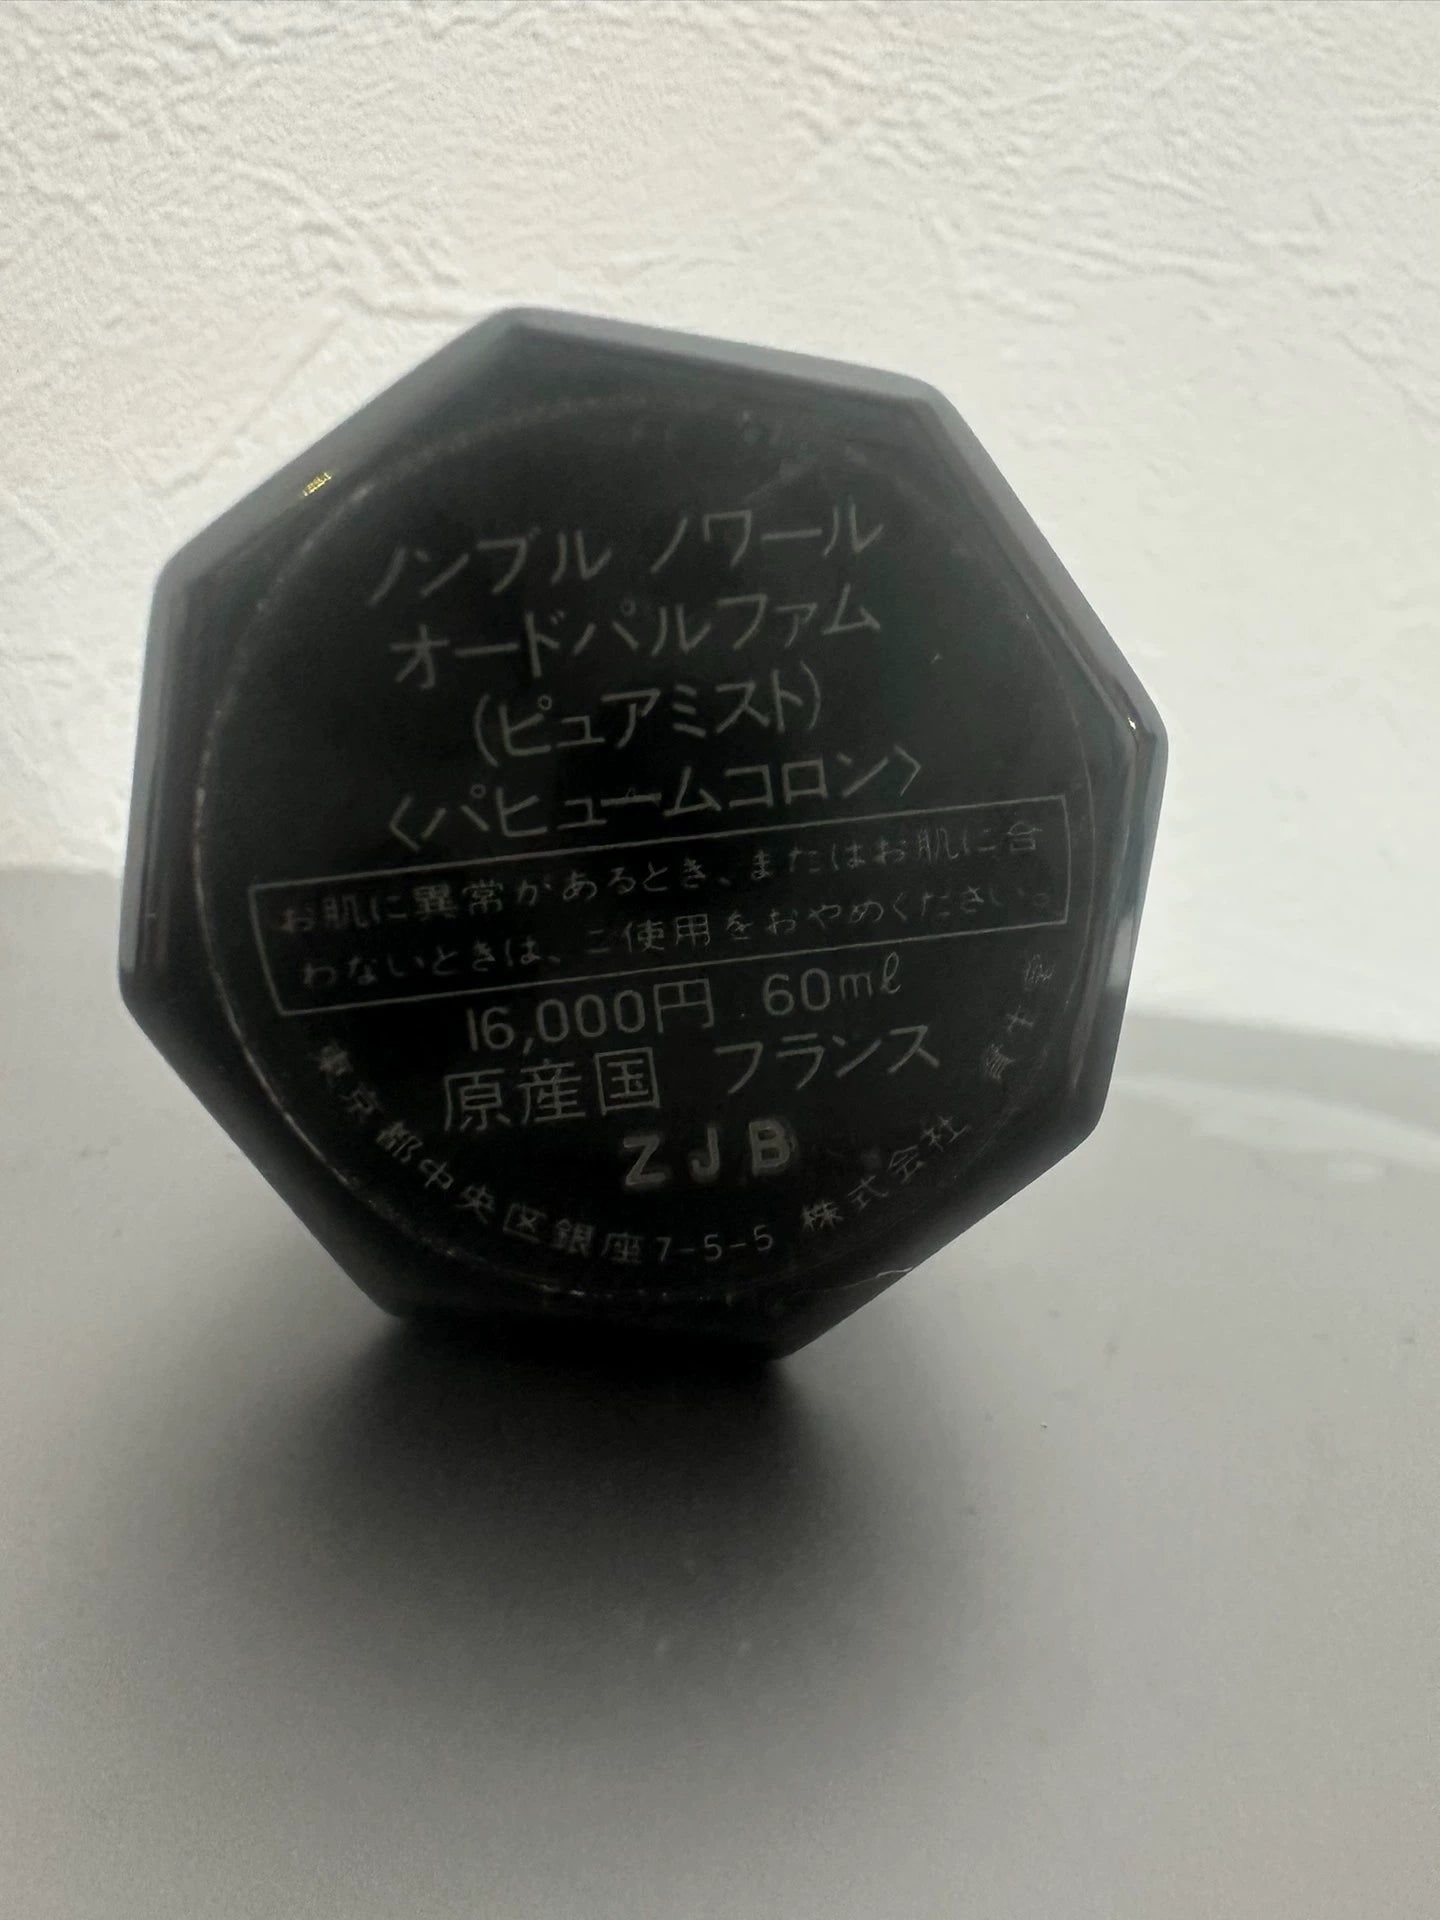 ノンブル ノワール
オードパルファム
(ピュアミスト)
〈パヒュームコロン〉
お肌に異常があるとき、またはお肌に合
わないときは、ご使用をおやめください。
16,000円 60ml
原産国 フランス
ZJB
東京都中央区銀座7-5-5 株式会社 資生堂